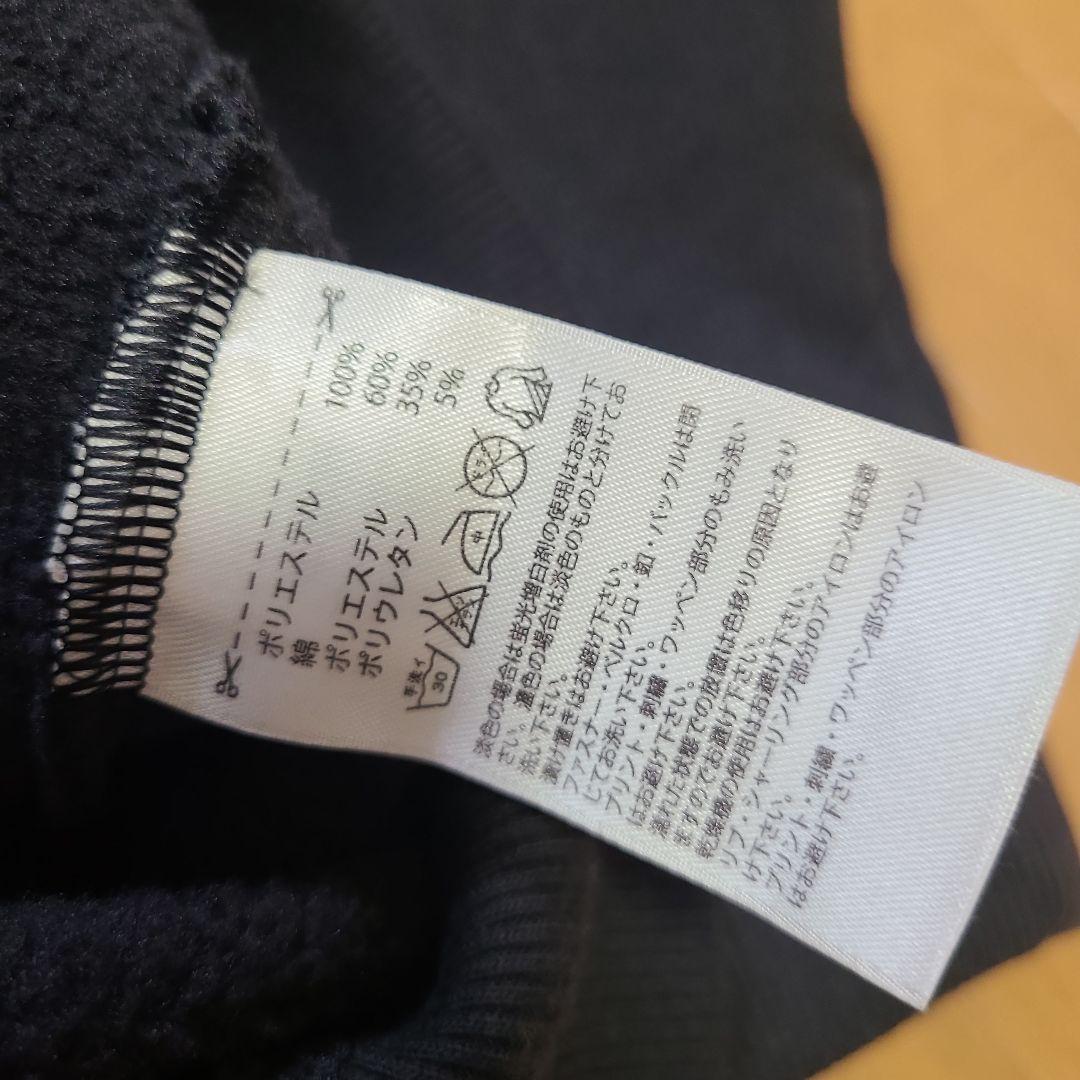 ポリエステル 100%
綿 60%
ポリエステル 35%
ポリウレタン 5%
手洗イ
30
エンソサラシ
中
ドライ
淡色の場合は蛍光増白剤の使用はお避け下
さい。濃色の場合は淡色のものと分けてお
洗い下さい。
漬け置きはお避け下さい。
ファスナー・ベルクロ・釦・バックルは閉
じてお洗い下さい。
プリント・刺繍・ワッペン部分のもみ洗い
はお避け下さい。
濡れた状態での放置は色移りの原因となり
ますのでお避け下さい。
乾燥機の使用はお避け下さい。
リブ・シャーリング部分のアイロンはお避
け下さい。
プリント・刺繍・ワッペン部分のアイロン
はお避け下さい。